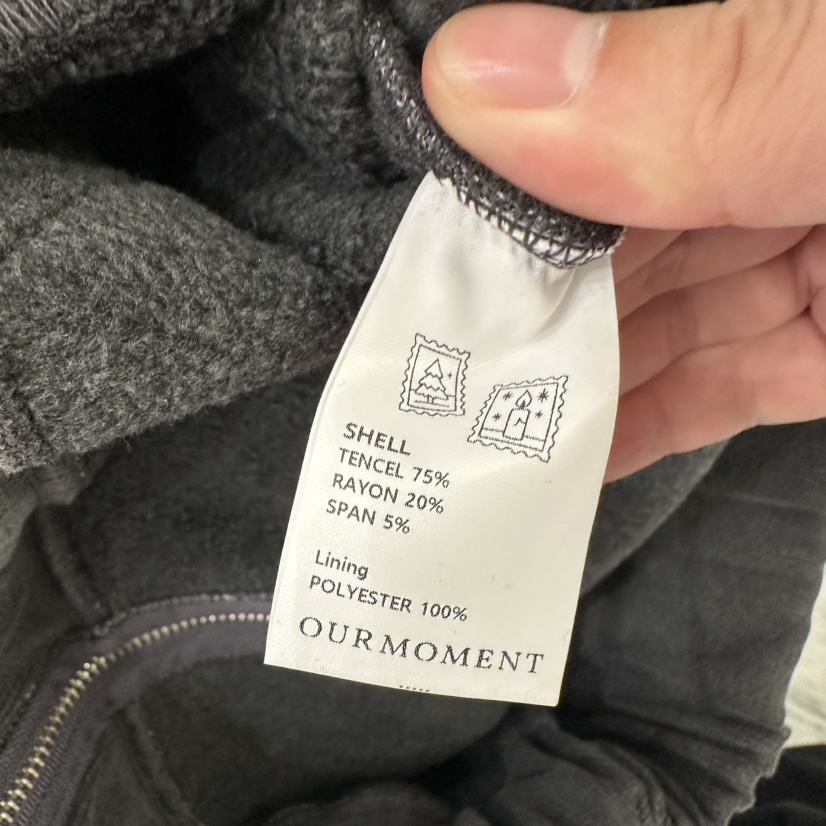 SHELL
TENCEL 75%
RAYON 20%
SPAN 5%
Lining
POLYESTER 100%
OURMOMENT